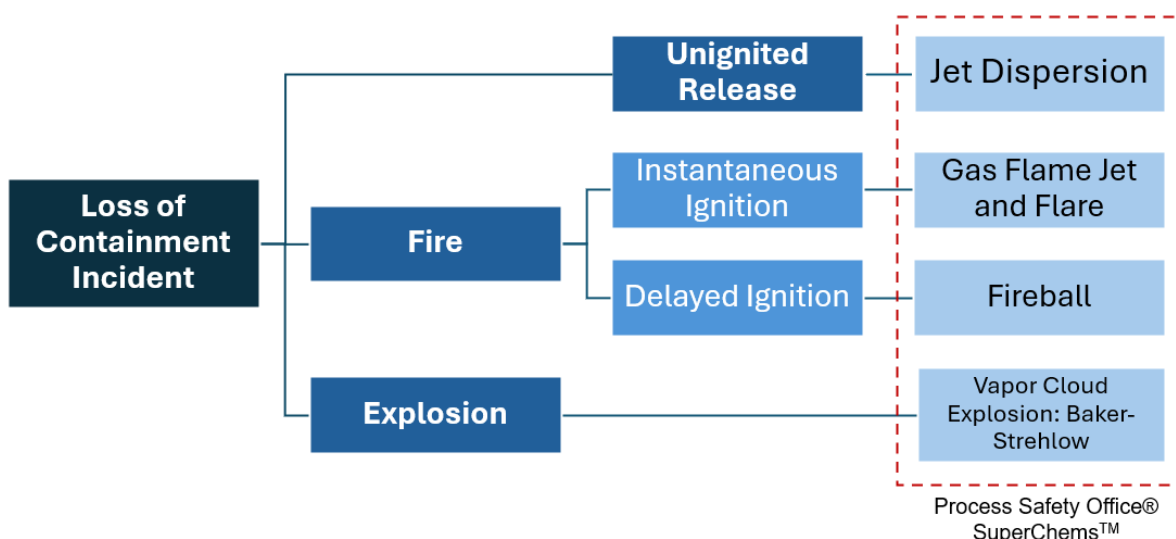 Unignited
Release
Jet Dispersion
Instantaneous
Ignition
Gas Flame Jet
and Flare
Loss of
Containment
Incident
Fire
Delayed Ignition
Fireball
Explosion
Vapor Cloud
Explosion: Baker-
Strehlow
Process Safety Office®
SuperChems™